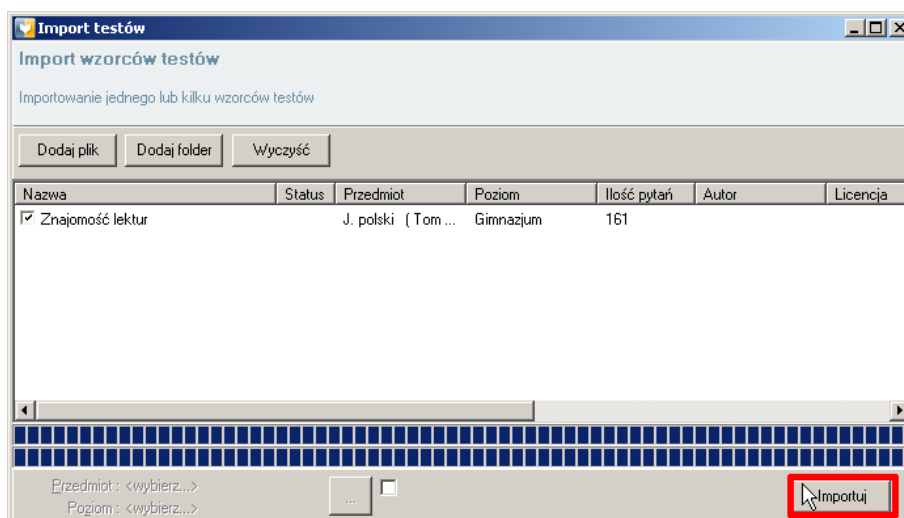 Import testów
Import wzorców testów
Importowanie jednego lub kilku wzorców testów
Dodaj plik Dodaj folder Wyczyść
Nazwa Status Przedmiot Poziom Ilość pytań Autor Licencja
Znajomość lektur J. polski ( Tom ... Gimnazjum 161
Przedmiot : <wybierz...>
...
Importuj
Poziom : <wybierz...>